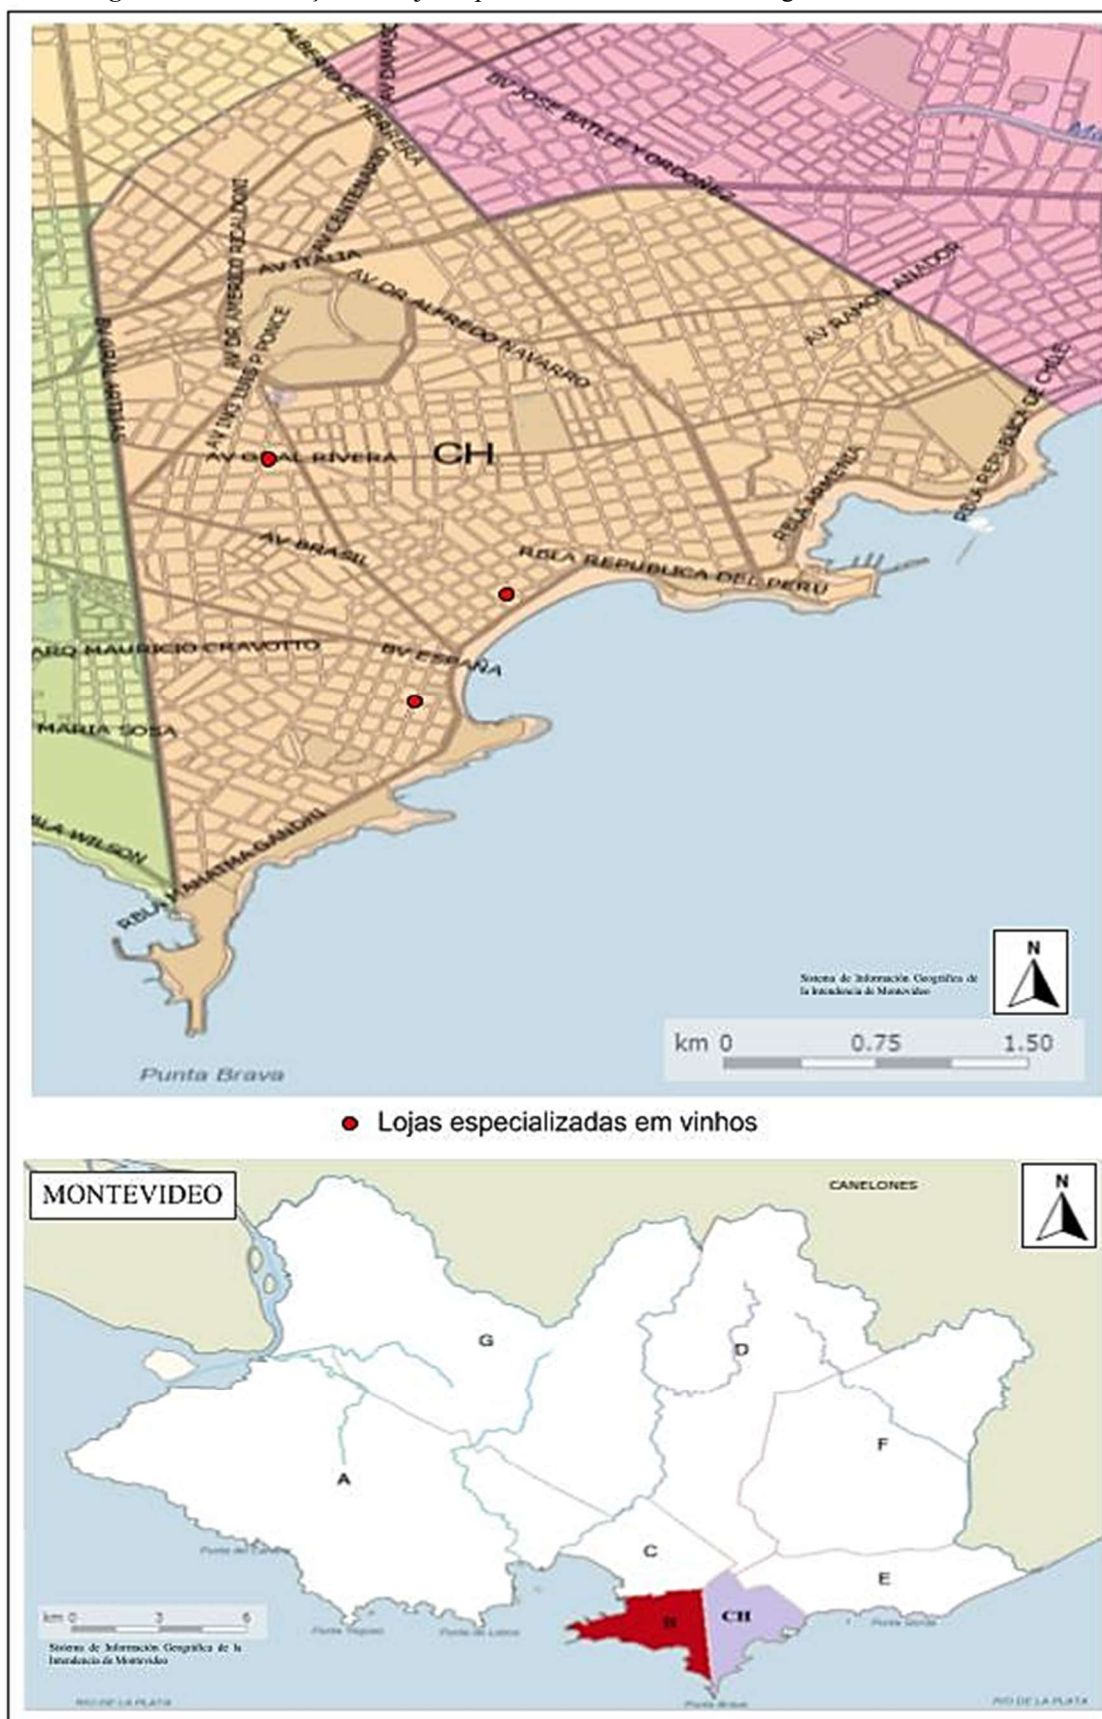 ALBERTO DE HERRERA
AV DAMASO
BV JOSE BATLLE Y ORDOÑEZ
AV CENTENARIO
AV DR AMERICO RICALDONI
AV ITALIA
AV DR ALFREDO NAVARRO
AV RAMON ANADOR
BV GRAL ARTIGAS
AV ING LUIS P PONCE
RBLA REPUBLICA DE CHILE
AV GRAL RIVERA
CH
RBLA ARMENIA
AV BRASIL
RBLA REPUBLICA DEL PERU
ARQ MAURICIO CRAVOTTO
BV ESPAÑA
MARIA SOSA
WILSON
RBLA MAHATMA GANDHI
N
Sistema de Información Geográfica de
la Intendencia de Montevideo
km 0 0.75 1.50
Punta Brava
Lojas especializadas em vinhos
MONTEVIDEO
CANELONES
N
G
D
F
A
C
E
B
CH
km 0 3 6
Sistema de Información Geográfica de la
Intendencia de Montevideo
Punta Brava
RIO DE LA PLATA
RIO DE LA PLATA